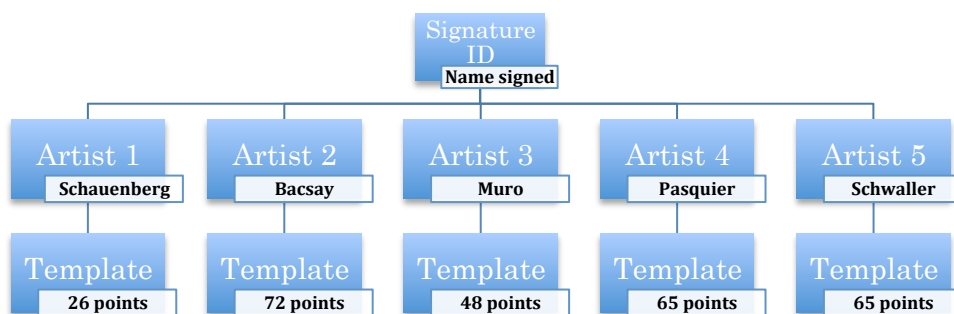 Signature
ID
Name signed
Artist 1
Artist 2
Artist 3
Artist 4
Artist 5
Schauenberg
Bacsay
Muro
Pasquier
Schwaller
Template
Template
Template
Template
Template
26 points
72 points
48 points
65 points
65 points